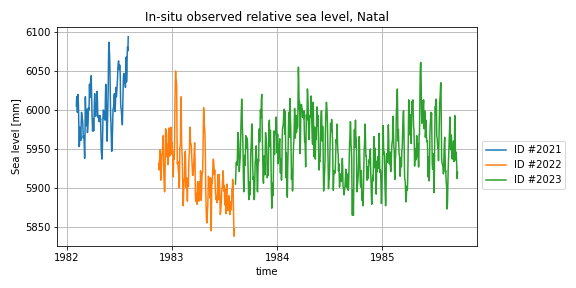 In-situ observed relative sea level, Natal
6100
6050
6000
5950
5900
5850
Sea level [mm]
1982
1983
1984
1985
time
ID #2021
ID #2022
ID #2023